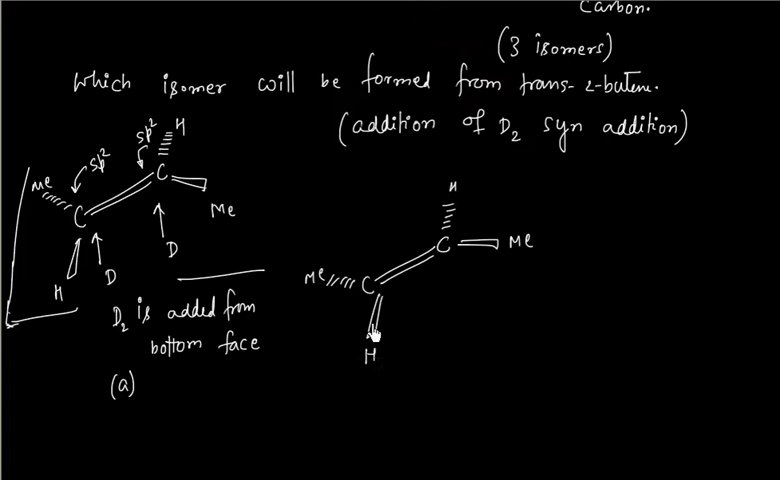 Carbon.
(3 isomers)
Which isomer will be formed from trans-2-butene.
(addition of D2 syn addition)
sp2
H
sp2
Me
C
Me
C
D
H
D
D2 is added from
bottom face
(a)
H
C
Me
Me
C
H